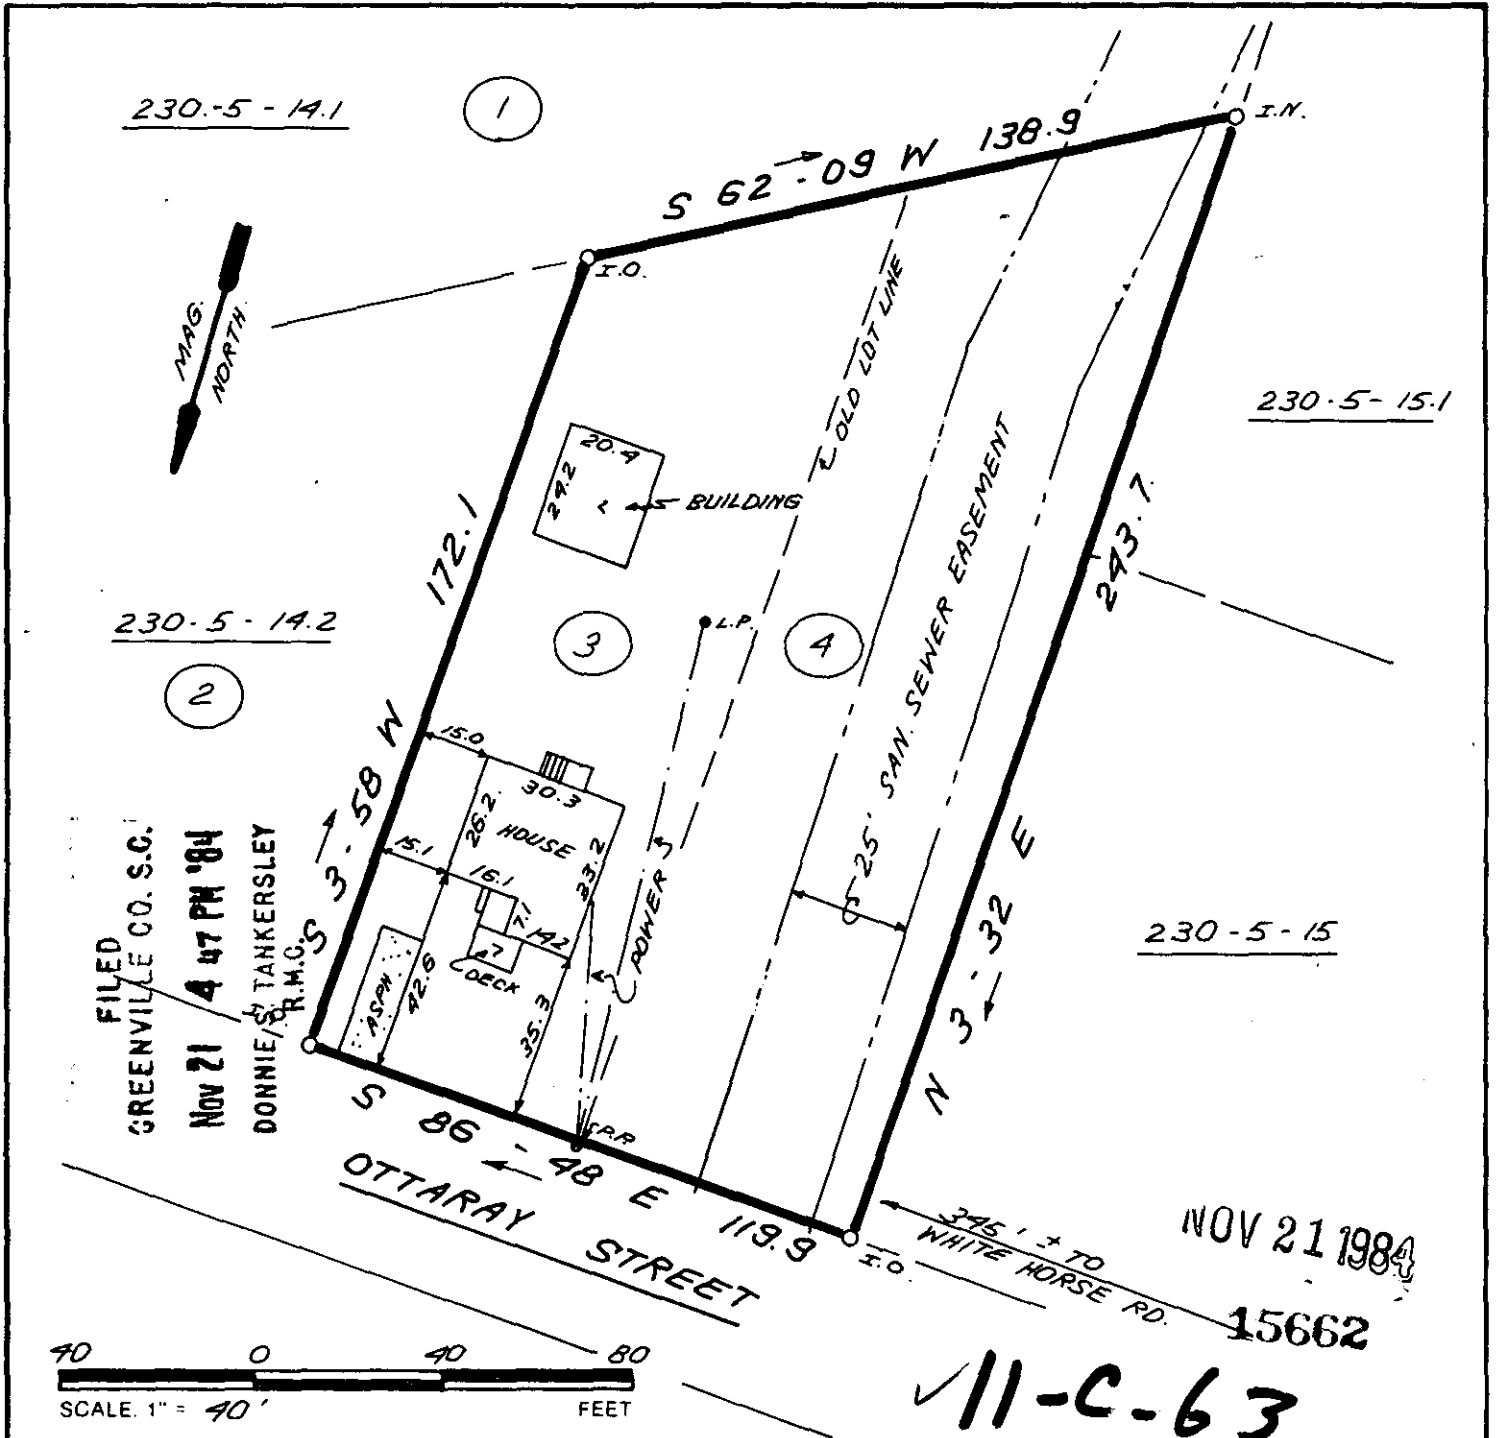 230.-5 - 14.1
1
S 62 - 09 W 138.9
I.N.
I.O.
MAG. NORTH
OLD LOT LINE
230-5-15.1
20.4
24.2
BUILDING
172.1
25' SAN. SEWER EASEMENT
243.7
230-5-14.2
2
3
L.P.
4
S 3-58 W
15.0
30.3
26.2
HOUSE
23.2
15.1
16.1
7.1
14.2
4.7
DECK
POWER
ASPH
42.6
35.3
N 3-32 E
230-5-15
FILED
GREENVILLE CO. S.C.
NOV 21 4 47 PM '84
DONNIE S. TANKERSLEY
R.M.C.
P.P.
S 86-48 E 119.9
OTTARAY STREET
I.O.
345' ± TO
WHITE HORSE RD.
NOV 21 1984
15662
40 0 40 80
SCALE. 1" = 40' FEET
11-C-63